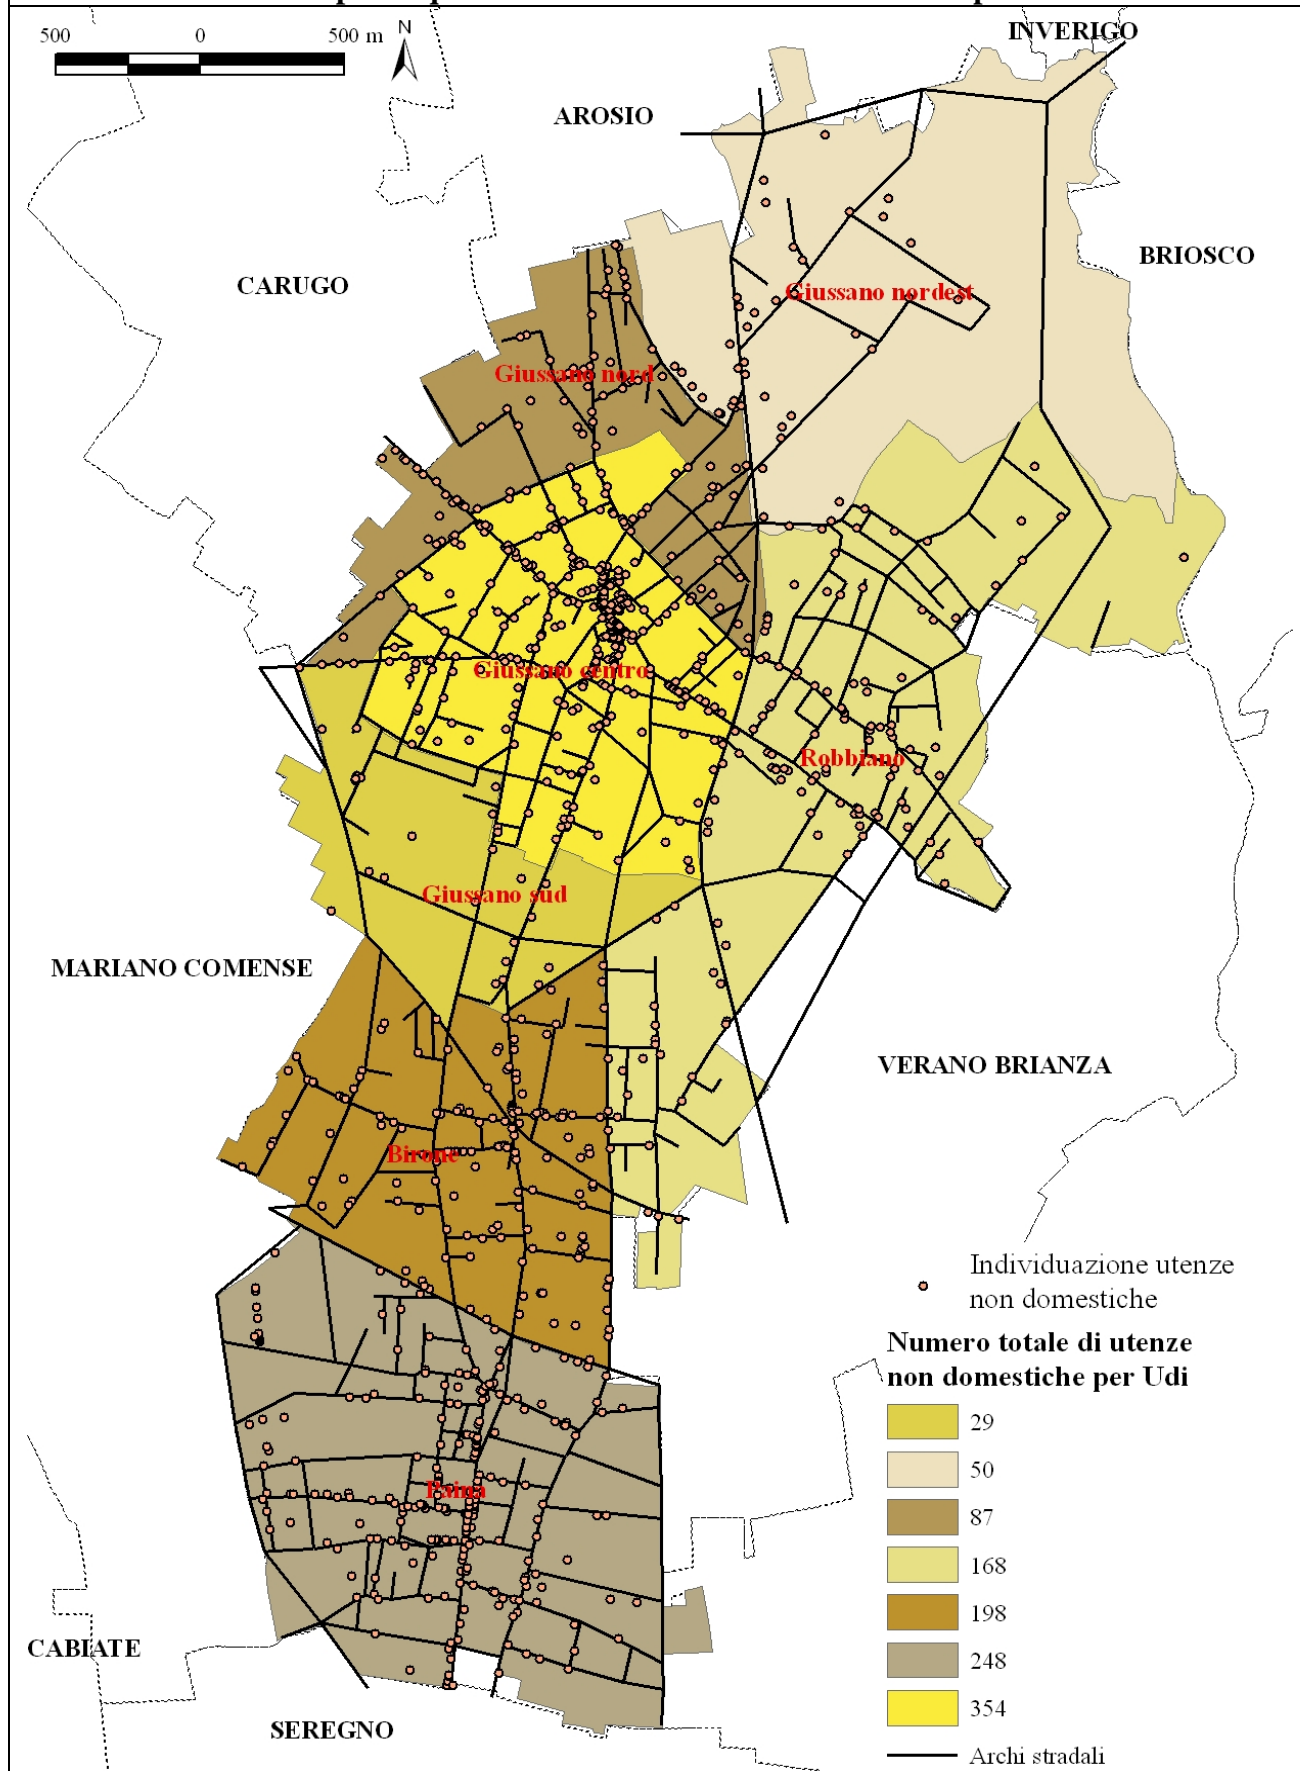 500 0 500 m
N
INVERIGO
AROSIO
BRIOSCO
CARUGO
Giussano nordest
Giussano nord
Giussano centro
Robbiano
Giussano sud
MARIANO COMENSE
VERANO BRIANZA
Birone
Individuazione utenze
non domestiche
Numero totale di utenze
non domestiche per Udi
29
50
87
168
198
248
354
Archi stradali
Paina
CABIATE
SEREGNO